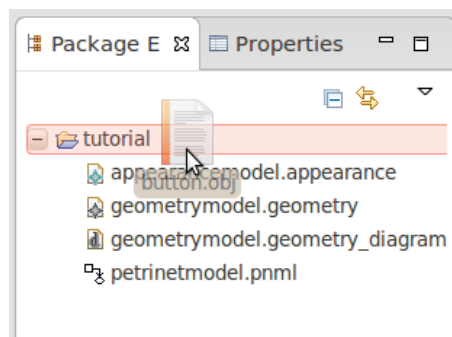 Package E Properties
tutorial
appearancemodel.appearance
button.obj
geometrymodel.geometry
geometrymodel.geometry_diagram
petrinetmodel.pnml